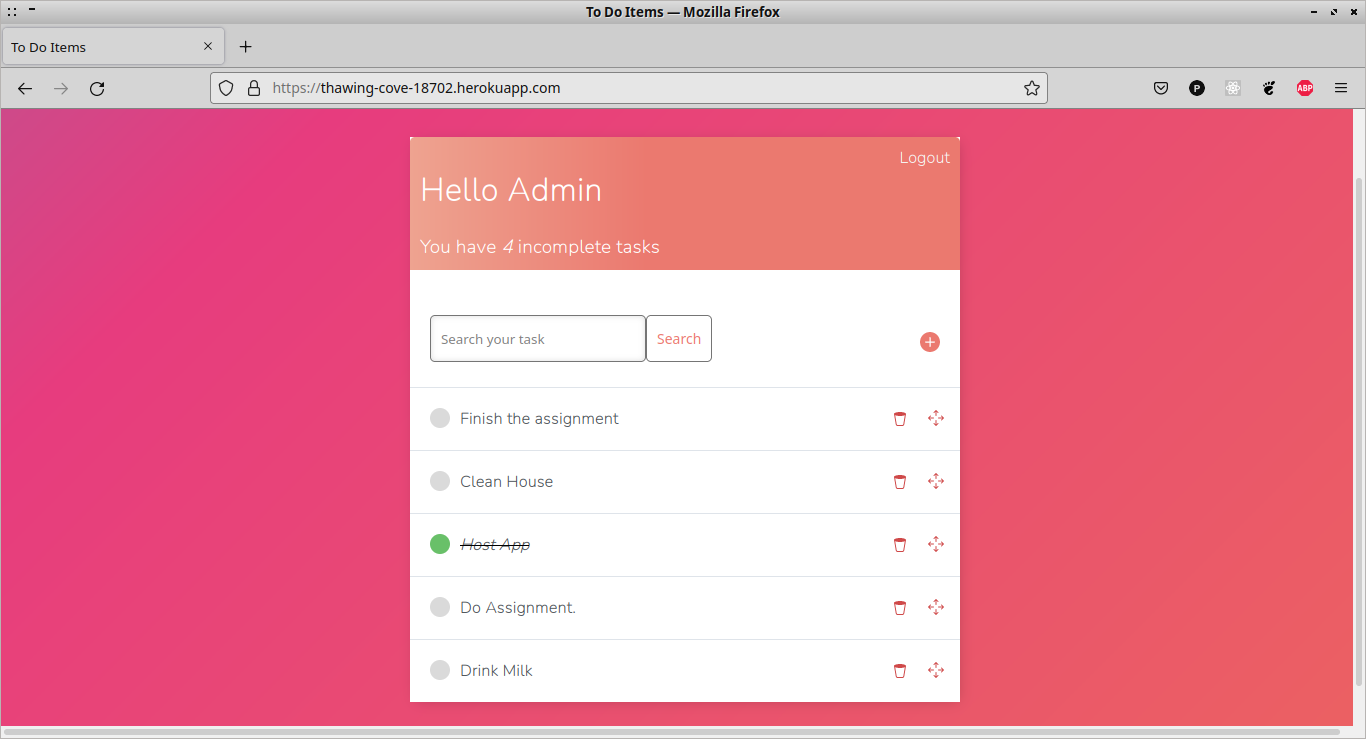 To Do Items — Mozilla Firefox
To Do Items
https://thawing-cove-18702.herokuapp.com
P
ABP
Logout
Hello Admin
You have 4 incomplete tasks
Search your task
Search
Finish the assignment
Clean House
Host App
Do Assignment.
Drink Milk